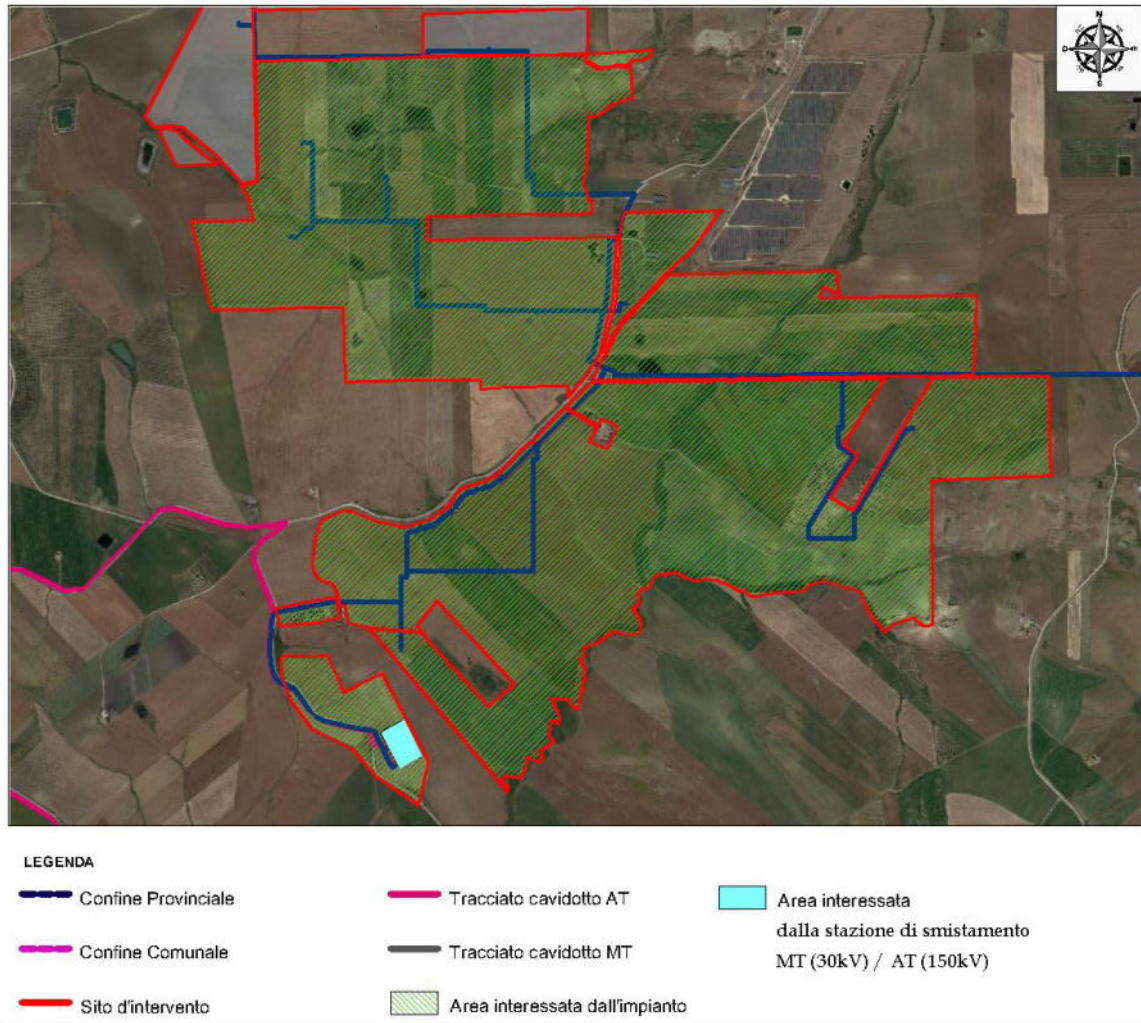 N
O
E
S
LEGENDA
Confine Provinciale
Confine Comunale
Sito d'intervento
Tracciato cavidotto AT
Tracciato cavidotto MT
Area interessata dall'impianto
Area interessata
dalla stazione di smistamento
MT (30kV) / AT (150kV)